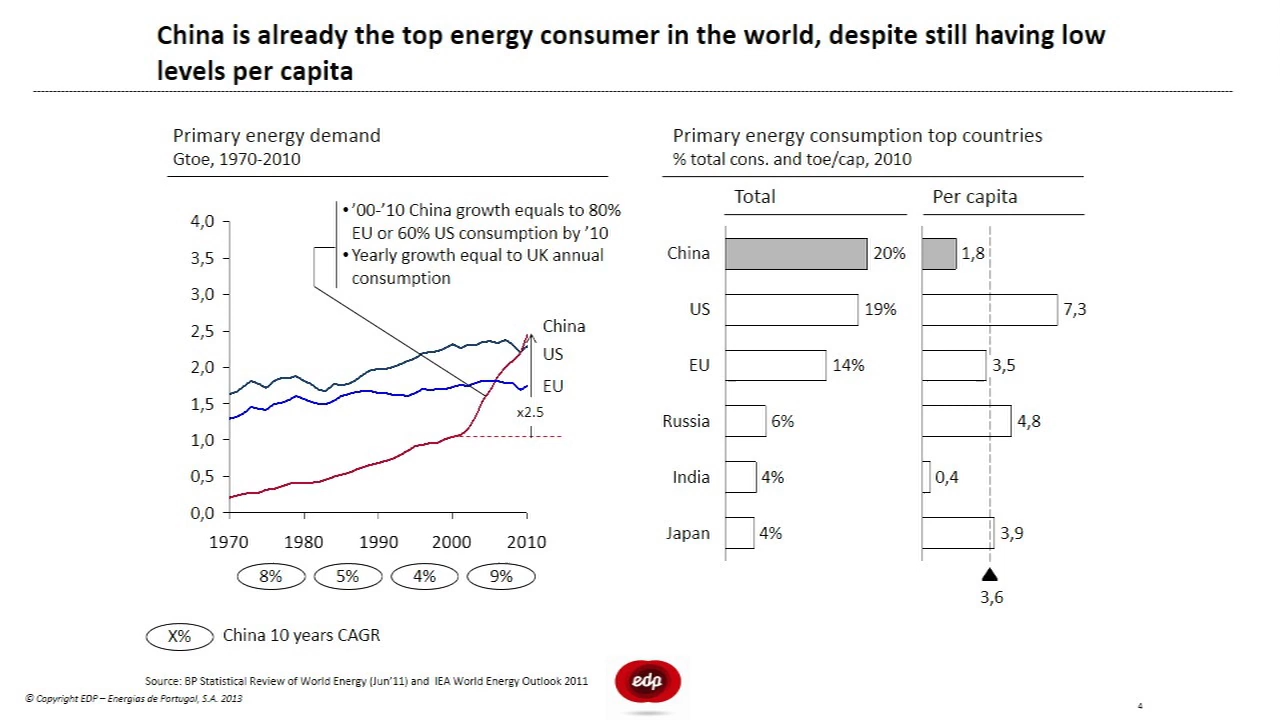 China is already the top energy consumer in the world, despite still having low
levels per capita
Primary energy demand
Gtoe, 1970-2010
•’00-’10 China growth equals to 80%
EU or 60% US consumption by ’10
•Yearly growth equal to UK annual
consumption
4,0
3,5
3,0
2,5
2,0
1,5
1,0
0,5
0,0
China
US
EU
x2.5
1970 1980 1990 2000 2010
8% 5% 4% 9%
X% China 10 years CAGR
Primary energy consumption top countries
% total cons. and toe/cap, 2010
Total Per capita
China 20% 1,8
US 19% 7,3
EU 14% 3,5
Russia 6% 4,8
India 4% 0,4
Japan 4% 3,9
3,6
Source: BP Statistical Review of World Energy (Jun’11) and IEA World Energy Outlook 2011
© Copyright EDP – Energias de Portugal, S.A. 2013
edp
4